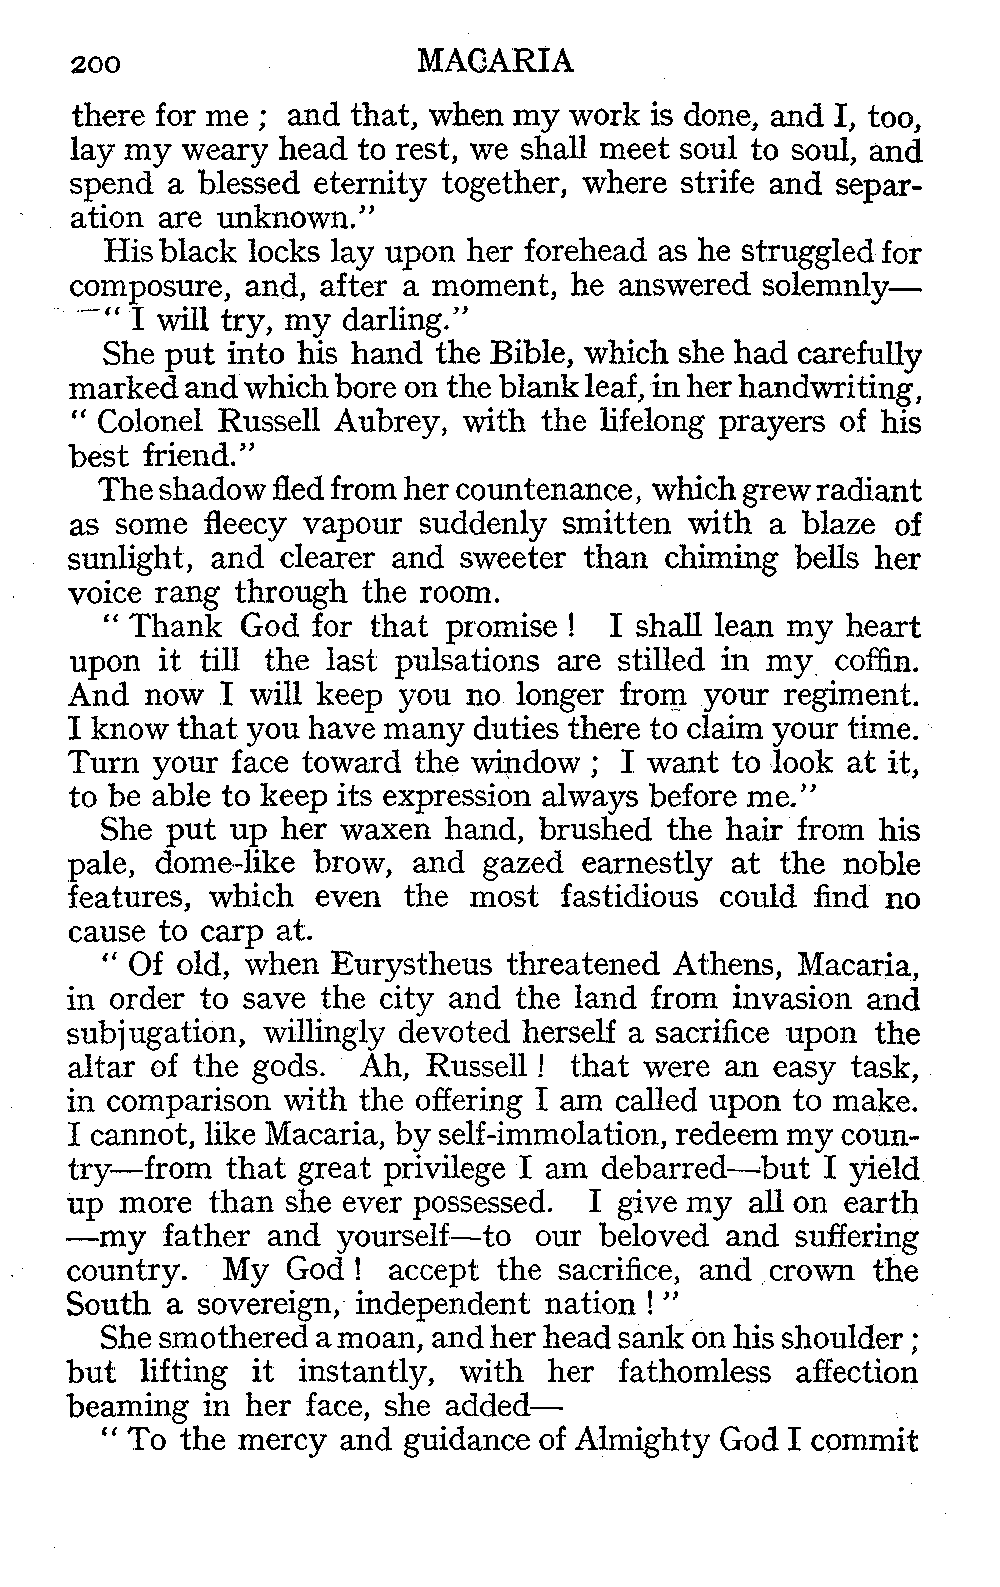 200 MACARIA
there for me ; and that, when my work is done, and I, too,
lay my weary head to rest, we shall meet soul to soul, and
spend a blessed eternity together, where strife and separ-
ation are unknown.”
His black locks lay upon her forehead as he struggled for
composure, and, after a moment, he answered solemnly—
“ I will try, my darling.”
She put into his hand the Bible, which she had carefully
marked and which bore on the blank leaf, in her handwriting,
“ Colonel Russell Aubrey, with the lifelong prayers of his
best friend.”
The shadow fled from her countenance, which grew radiant
as some fleecy vapour suddenly smitten with a blaze of
sunlight, and clearer and sweeter than chiming bells her
voice rang through the room.
“ Thank God for that promise ! I shall lean my heart
upon it till the last pulsations are stilled in my coffin.
And now I will keep you no longer from your regiment.
I know that you have many duties there to claim your time.
Turn your face toward the window ; I want to look at it,
to be able to keep its expression always before me.”
She put up her waxen hand, brushed the hair from his
pale, dome-like brow, and gazed earnestly at the noble
features, which even the most fastidious could find no
cause to carp at.
“ Of old, when Eurystheus threatened Athens, Macaria,
in order to save the city and the land from invasion and
subjugation, willingly devoted herself a sacrifice upon the
altar of the gods. Ah, Russell ! that were an easy task,
in comparison with the offering I am called upon to make.
I cannot, like Macaria, by self-immolation, redeem my coun-
try—from that great privilege I am debarred—but I yield
up more than she ever possessed. I give my all on earth
—my father and yourself—to our beloved and suffering
country. My God ! accept the sacrifice, and crown the
South a sovereign, independent nation ! ”
She smothered a moan, and her head sank on his shoulder ;
but lifting it instantly, with her fathomless affection
beaming in her face, she added—
“ To the mercy and guidance of Almighty God I commit